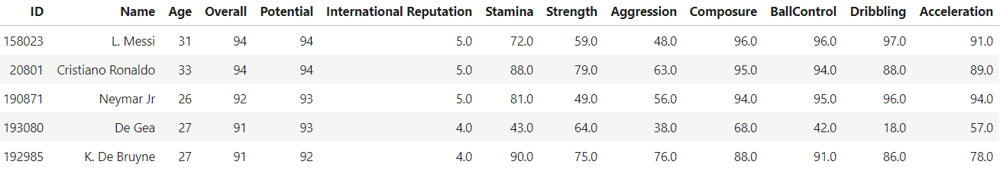 ID Name Age Overall Potential International Reputation Stamina Strength Aggression Composure BallControl Dribbling Acceleration
158023 L. Messi 31 94 94 5.0 72.0 59.0 48.0 96.0 96.0 97.0 91.0
20801 Cristiano Ronaldo 33 94 94 5.0 88.0 79.0 63.0 95.0 94.0 88.0 89.0
190871 Neymar Jr 26 92 93 5.0 81.0 49.0 56.0 94.0 95.0 96.0 94.0
193080 De Gea 27 91 93 4.0 43.0 64.0 38.0 68.0 42.0 18.0 57.0
192985 K. De Bruyne 27 91 92 4.0 90.0 75.0 76.0 88.0 91.0 86.0 78.0